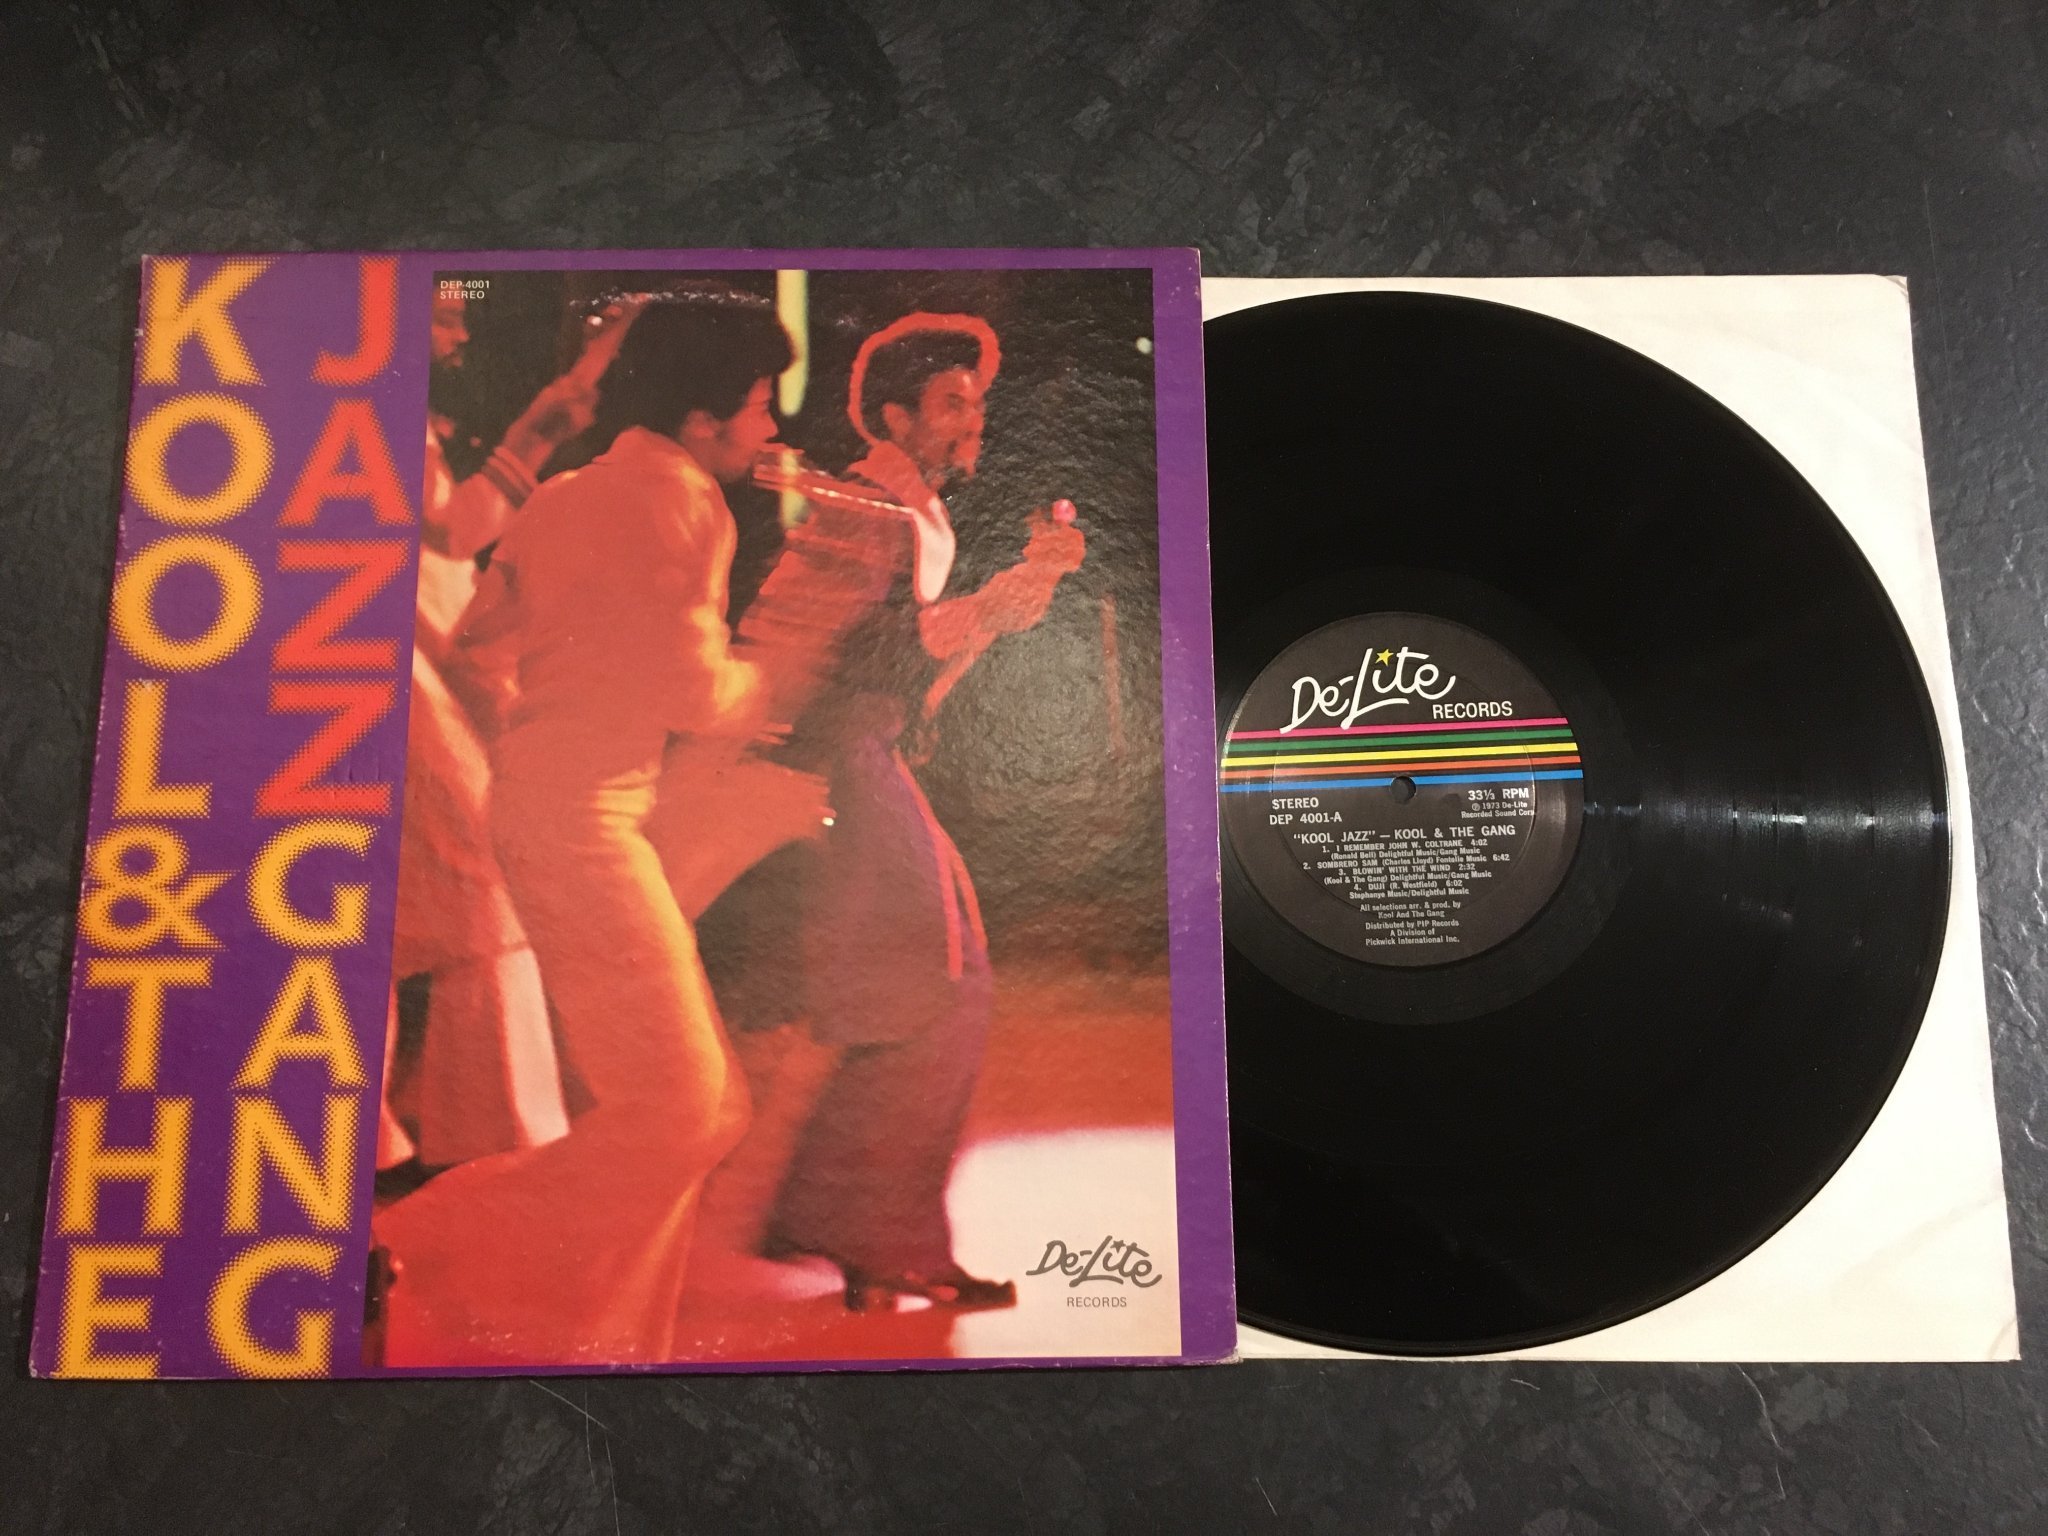 KOOL & THE GANG
JAZZ
DEP-4001
STEREO
De-Lite
RECORDS
De-Lite
RECORDS
STEREO
DEP 4001-A
33⅓ RPM
℗ 1973 De-Lite
Recorded Sound Corp
"KOOL JAZZ" — KOOL & THE GANG
1. I REMEMBER JOHN W. COLTRANE 4:02
(Ronald Bell) Delightful Music/Gang Music
2. SOMBRERO SAM (Charles Lloyd) Fontelle Music 6:42
3. BLOWIN' WITH THE WIND 2:32
(Kool & The Gang) Delightful Music/Gang Music
4. DUJI (R. Westfield) 6:02
Stephanye Music/Delightful Music
All selections arr. & prod. by
Kool And The Gang
Distributed by PIP Records
A Division of
Pickwick International Inc.